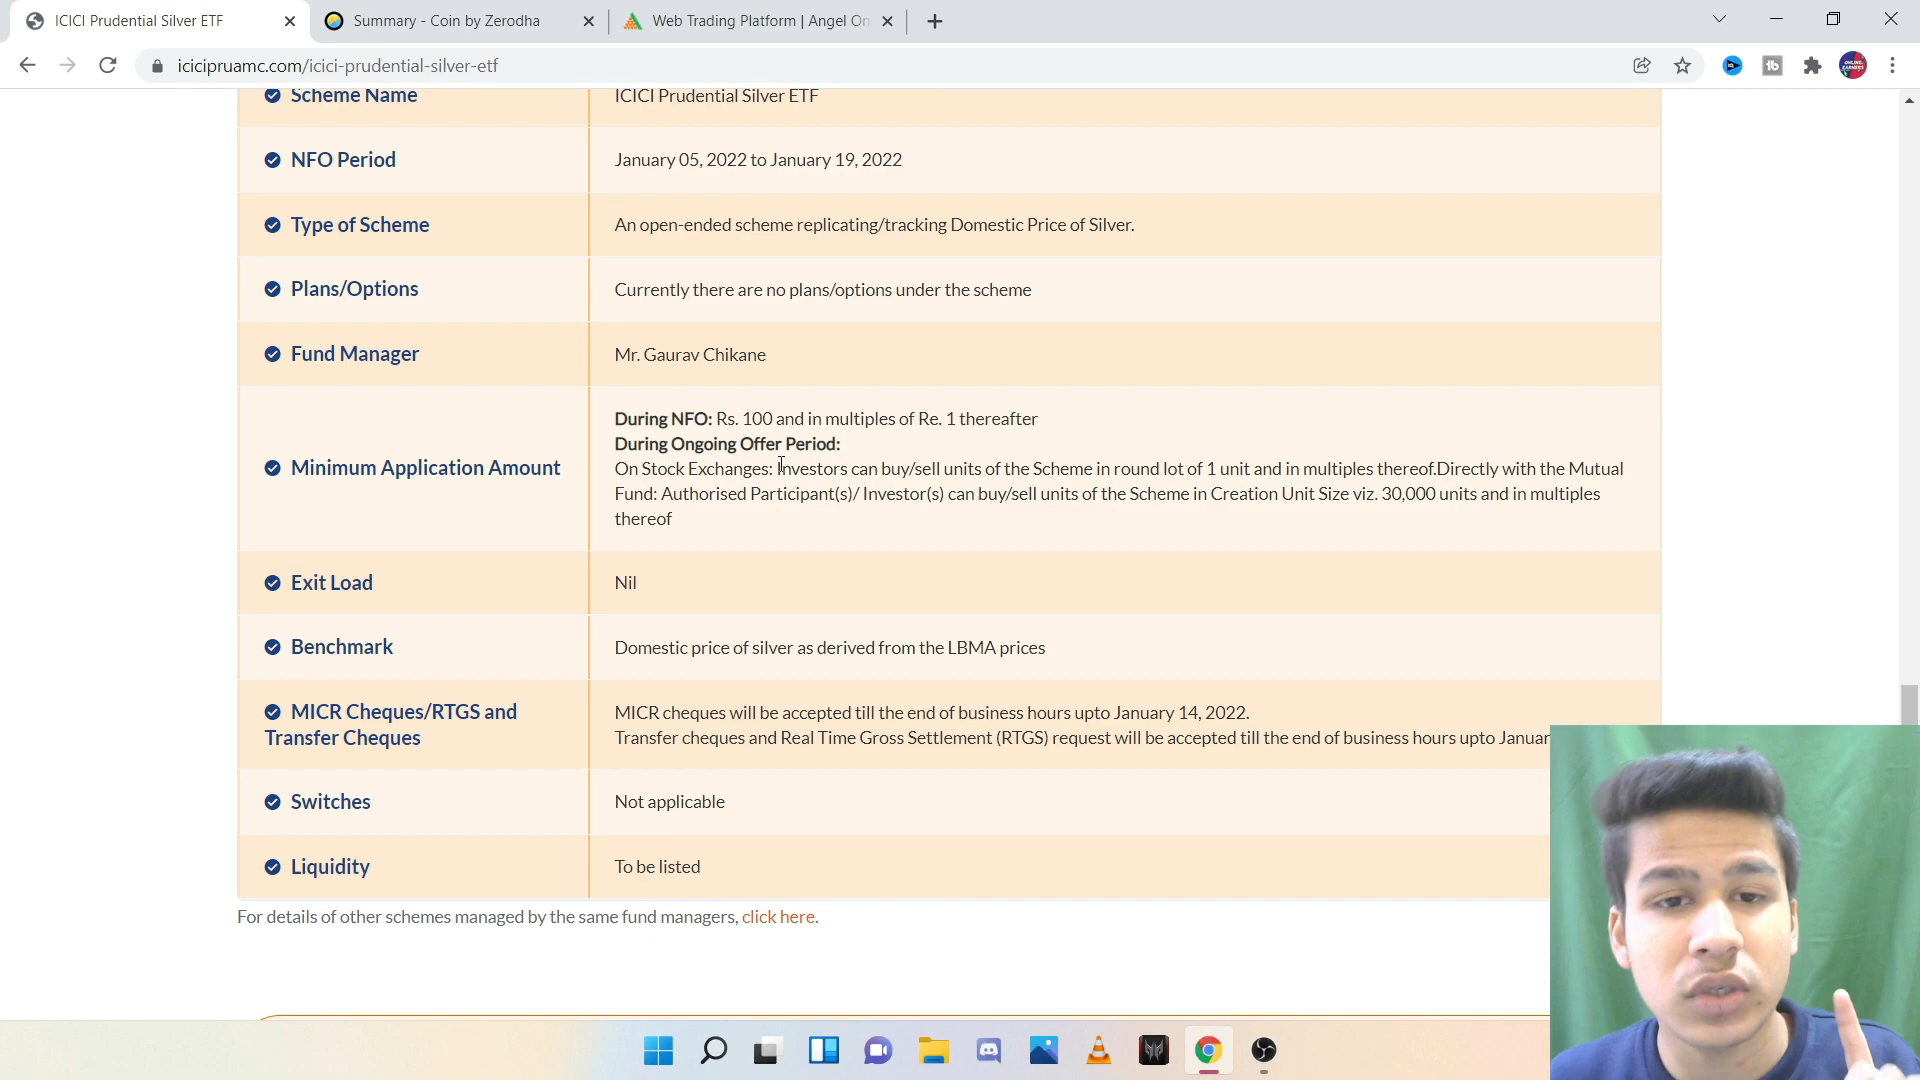 ICICI Prudential Silver ETF
Summary - Coin by Zerodha
Web Trading Platform | Angel On
icicipruamc.com/icici-prudential-silver-etf
Scheme Name
ICICI Prudential Silver ETF
NFO Period
January 05, 2022 to January 19, 2022
Type of Scheme
An open-ended scheme replicating/tracking Domestic Price of Silver.
Plans/Options
Currently there are no plans/options under the scheme
Fund Manager
Mr. Gaurav Chikane
Minimum Application Amount
During NFO: Rs. 100 and in multiples of Re. 1 thereafter
During Ongoing Offer Period:
On Stock Exchanges: Investors can buy/sell units of the Scheme in round lot of 1 unit and in multiples thereof.Directly with the Mutual
Fund: Authorised Participant(s)/ Investor(s) can buy/sell units of the Scheme in Creation Unit Size viz. 30,000 units and in multiples
thereof
Exit Load
Nil
Benchmark
Domestic price of silver as derived from the LBMA prices
MICR Cheques/RTGS and
Transfer Cheques
MICR cheques will be accepted till the end of business hours upto January 14, 2022.
Transfer cheques and Real Time Gross Settlement (RTGS) request will be accepted till the end of business hours upto Januar
Switches
Not applicable
Liquidity
To be listed
For details of other schemes managed by the same fund managers, click here.